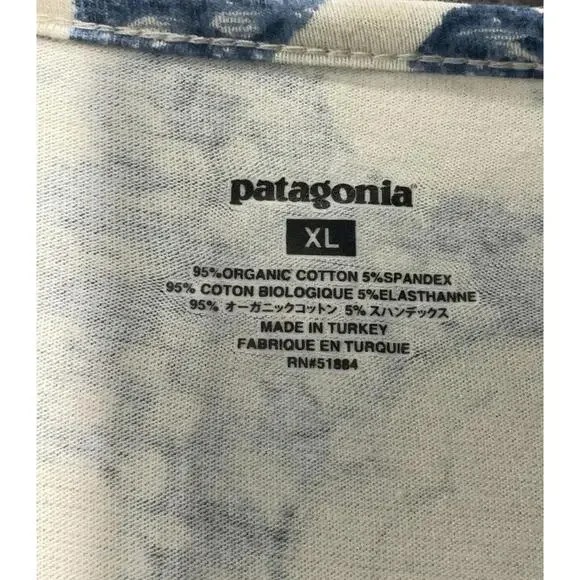 patagonia
XL
95%ORGANIC COTTON 5%SPANDEX
95% COTON BIOLOGIQUE 5%ELASTHANNE
95% オーガニックコットン 5% スパンデックス
MADE IN TURKEY
FABRIQUE EN TURQUIE
RN#51884